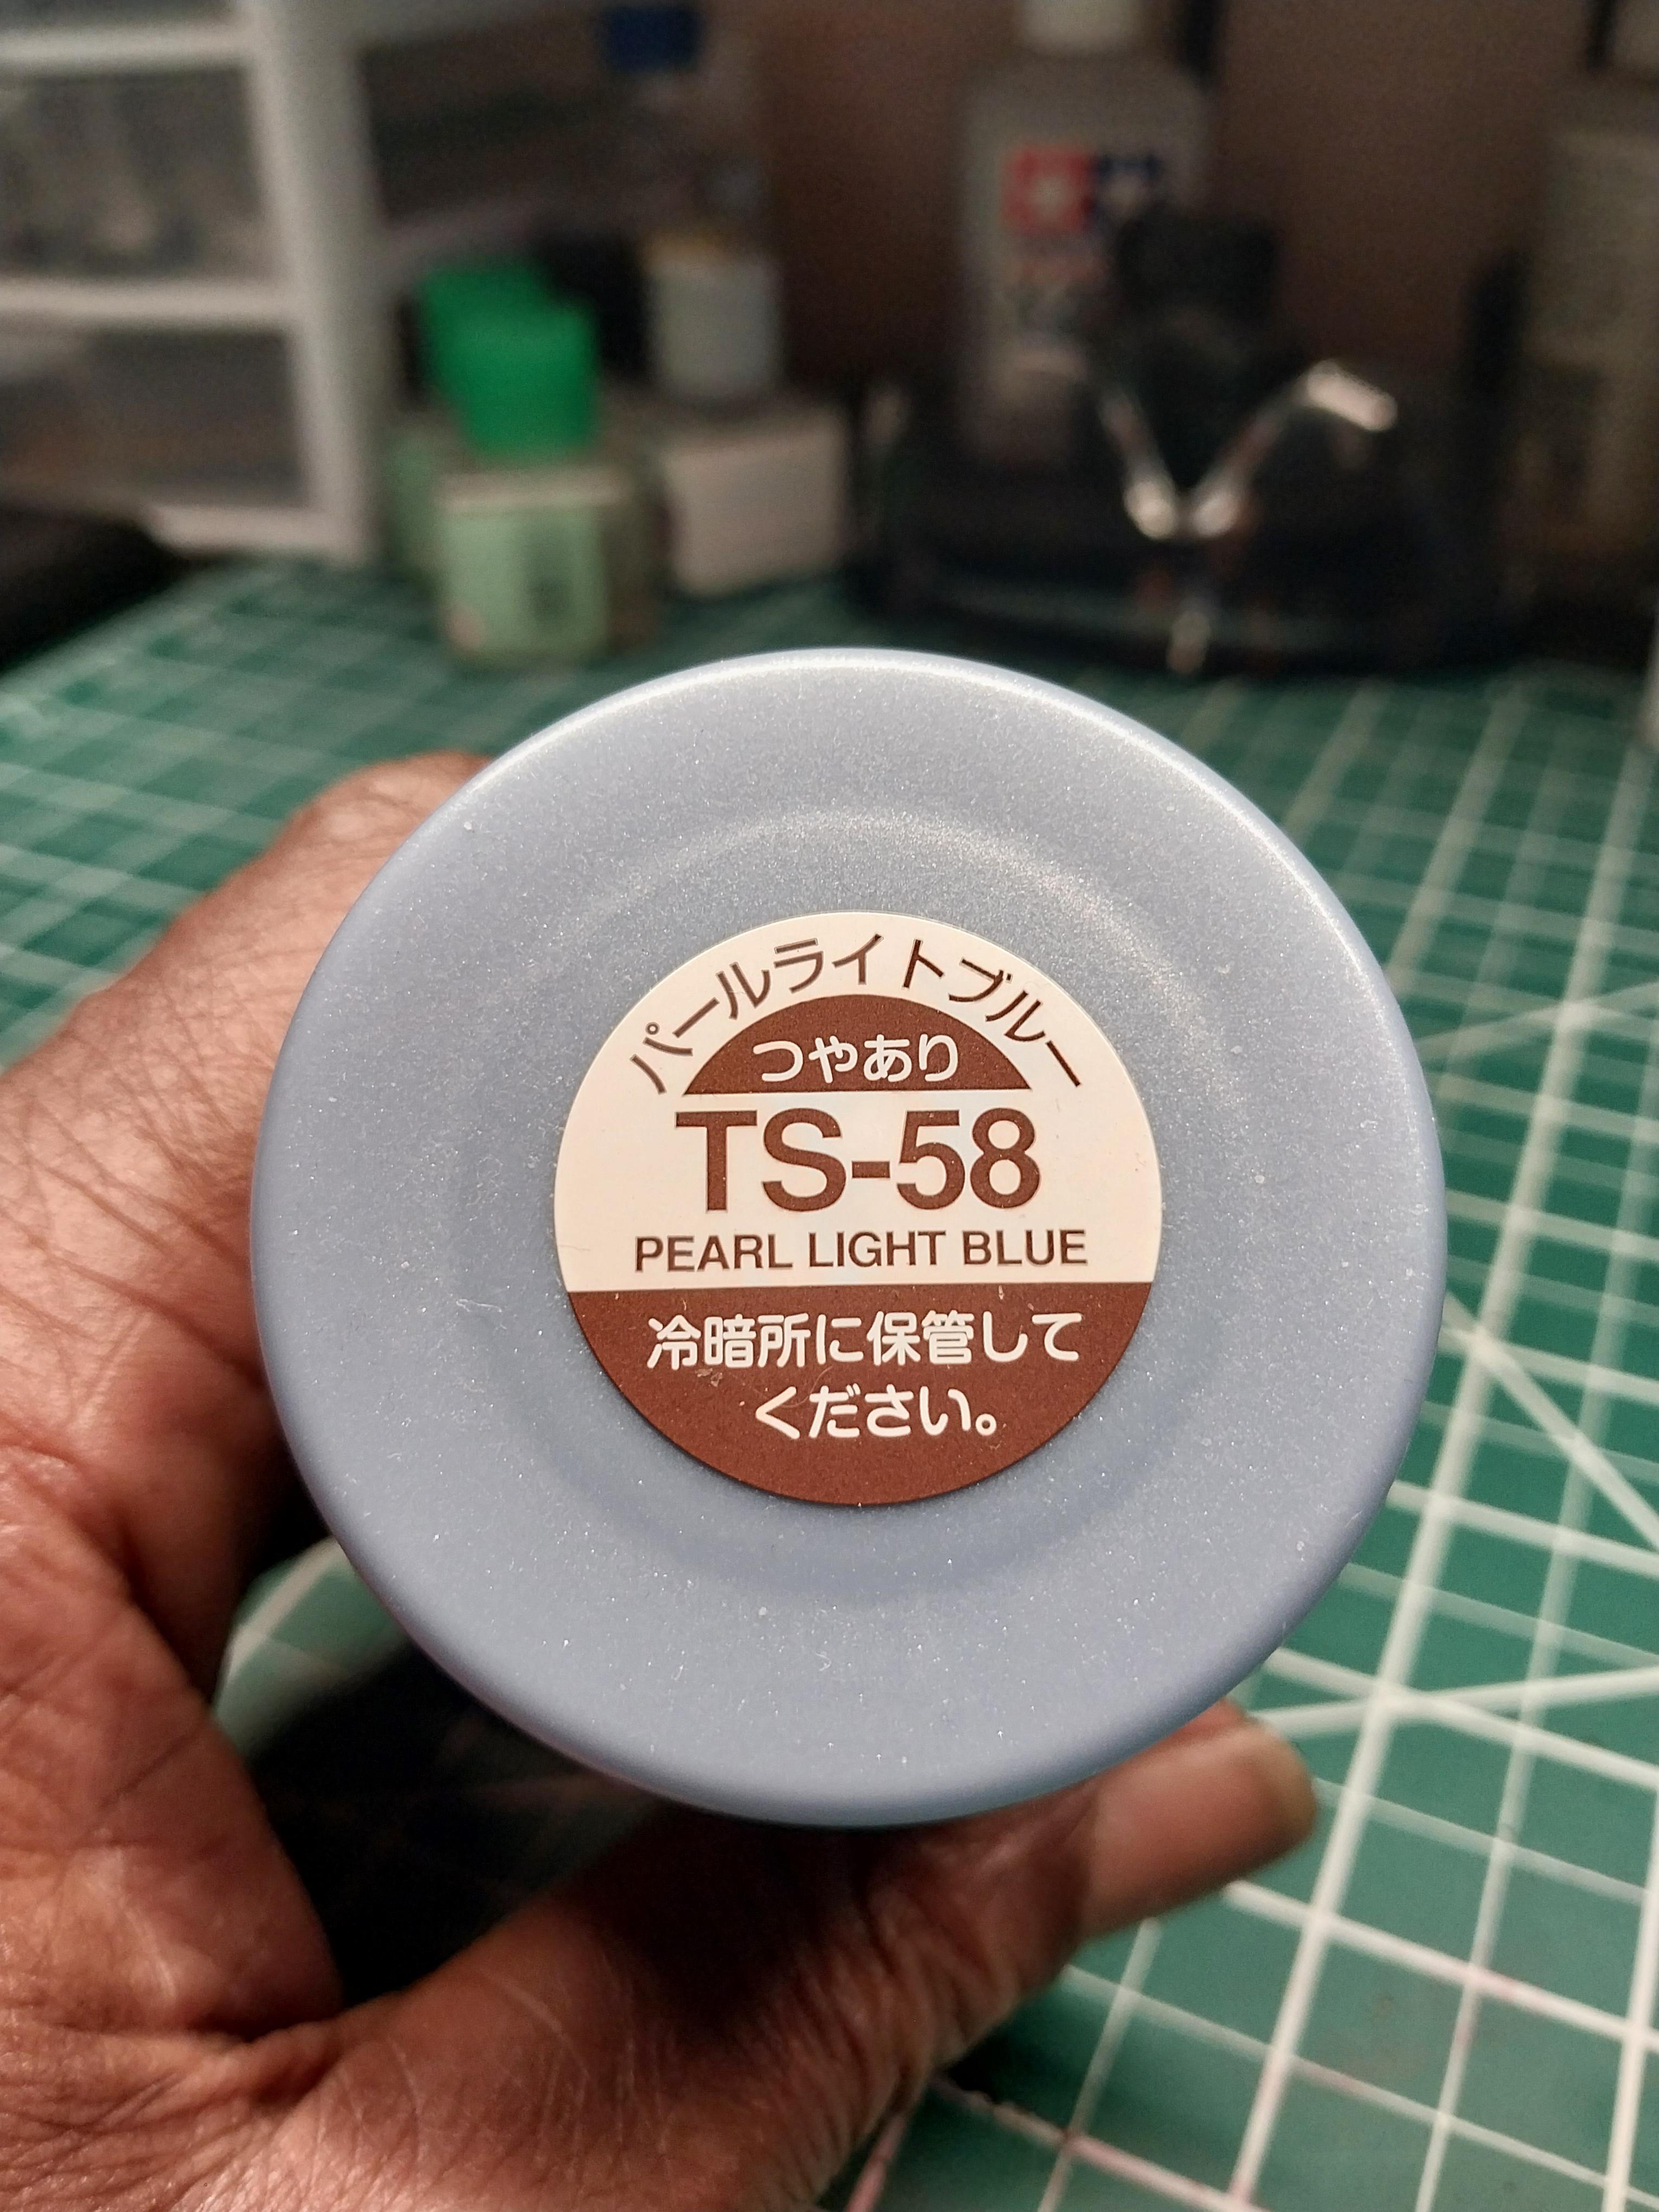 パールライトブルー
つやあり
TS-58
PEARL LIGHT BLUE
冷暗所に保管して
ください。